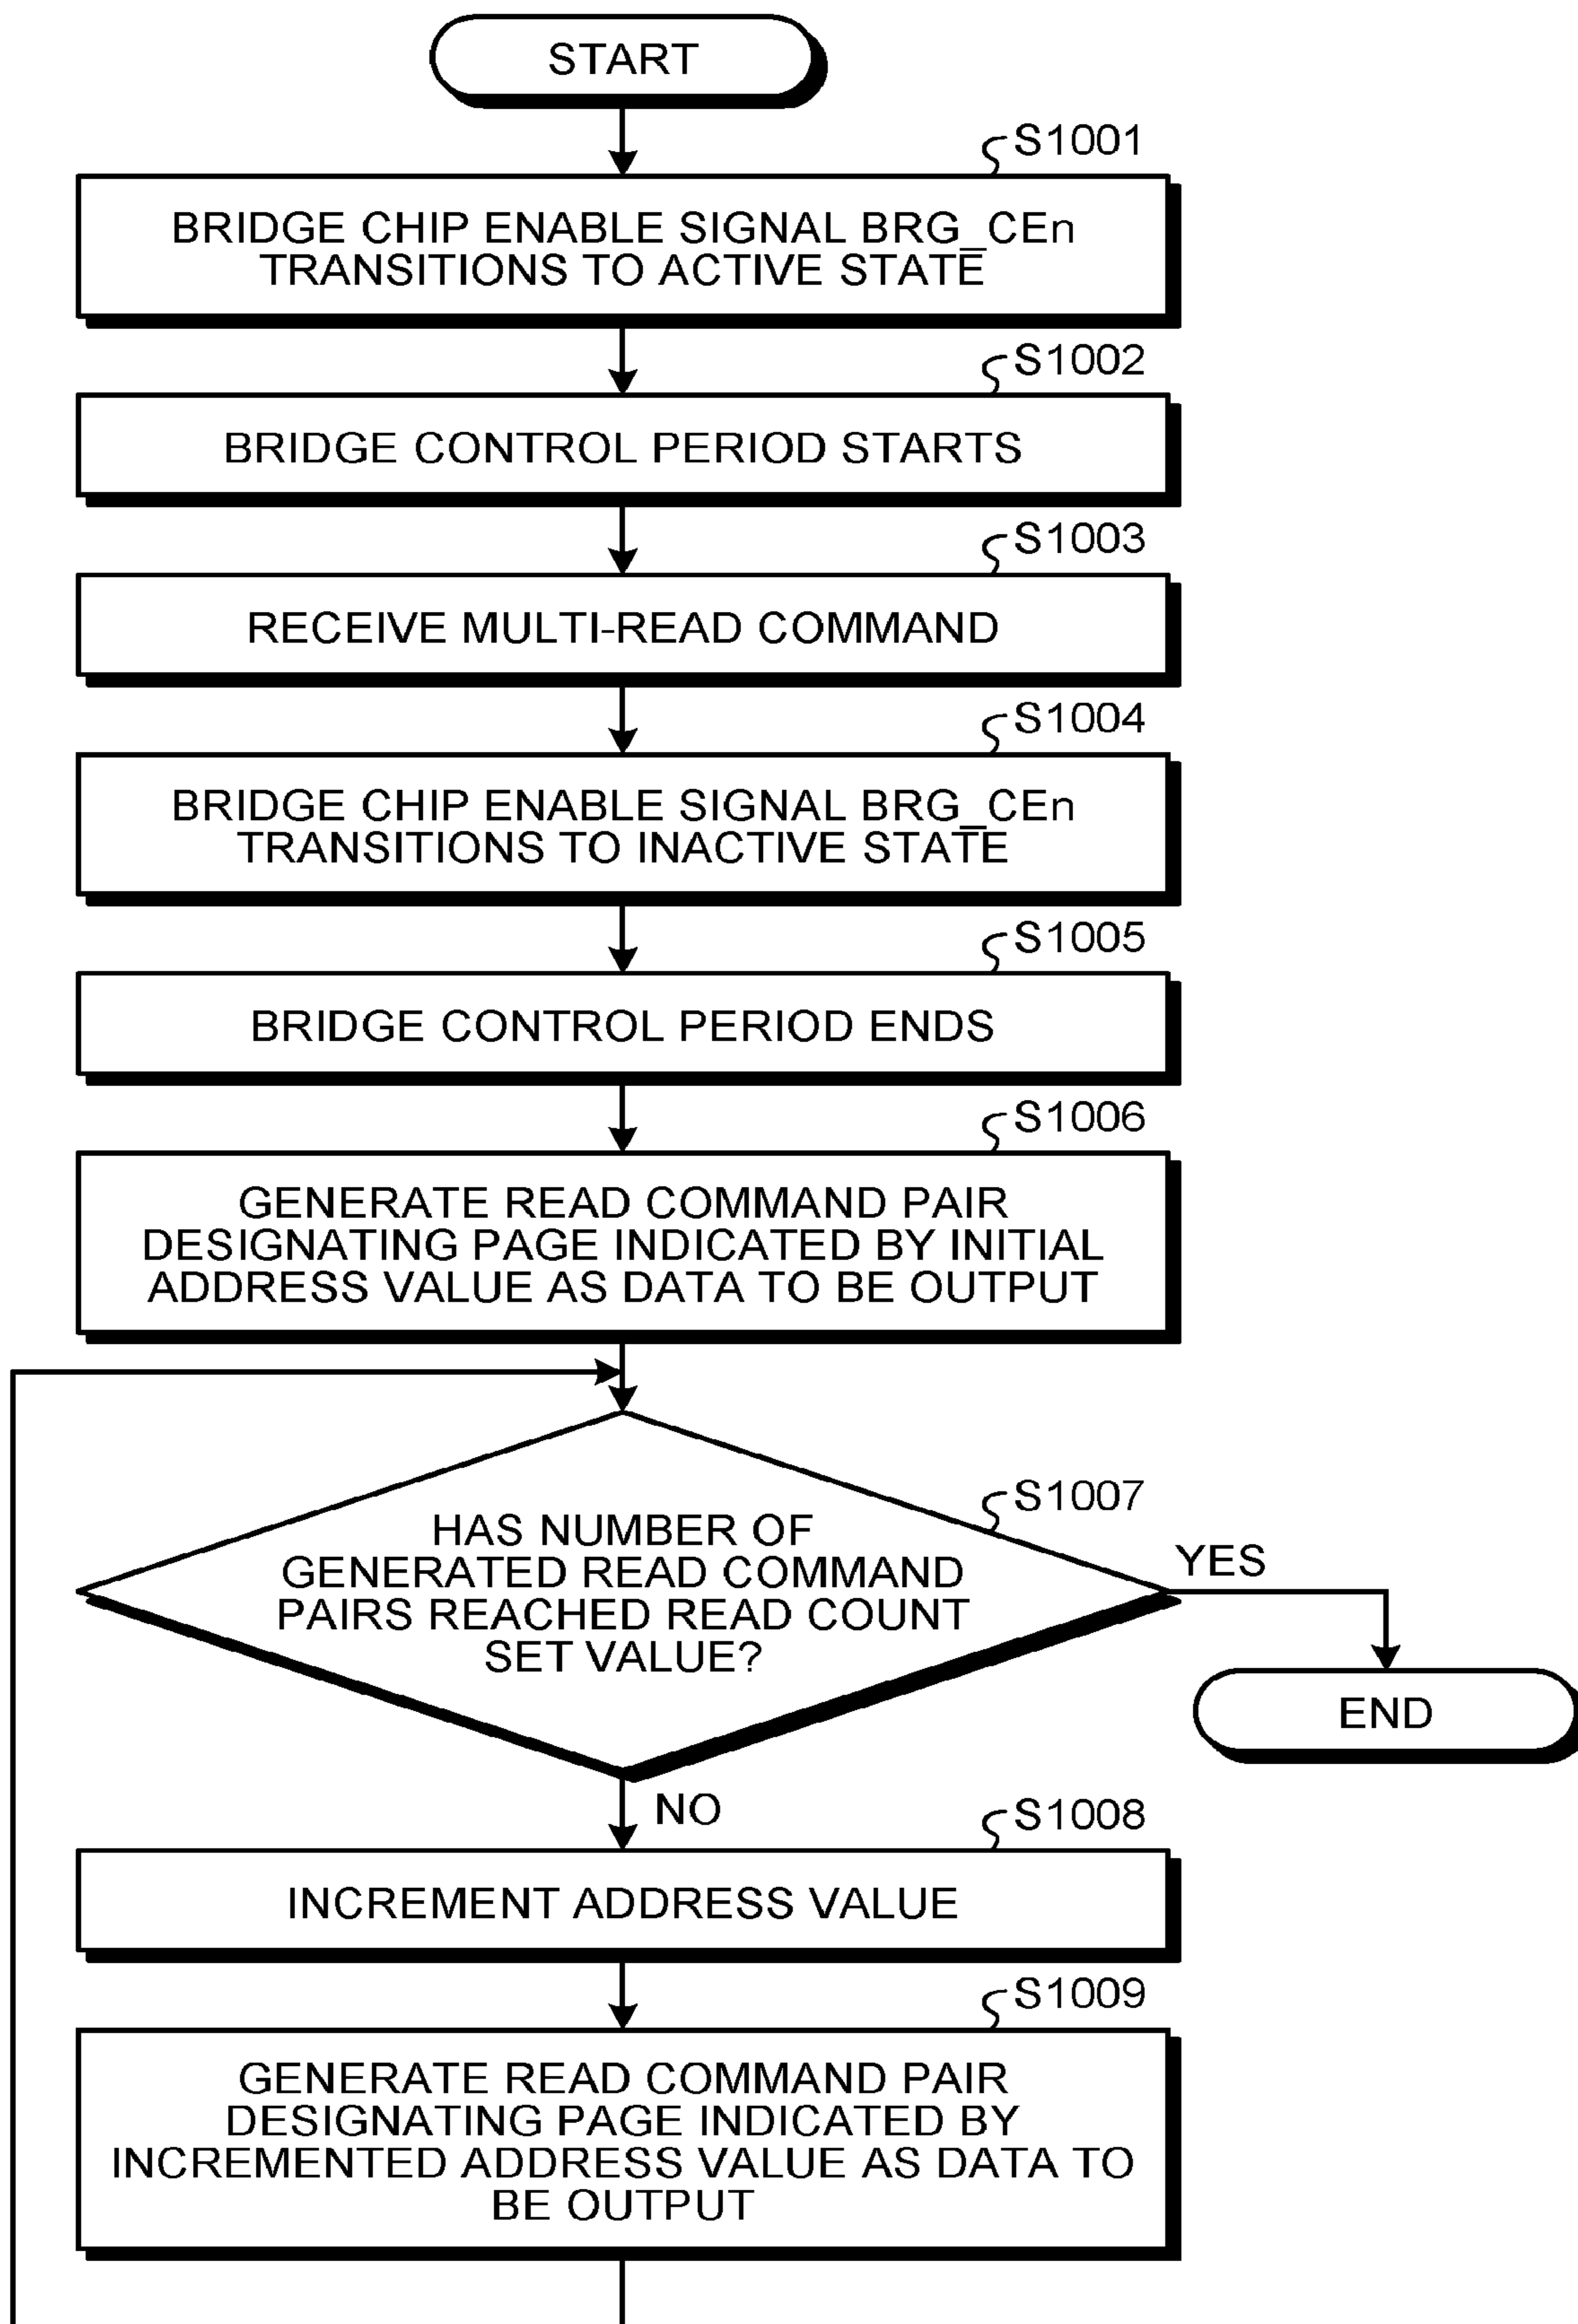 START
S1001
BRIDGE CHIP ENABLE SIGNAL BRG_CEn
TRANSITIONS TO ACTIVE STATE
S1002
BRIDGE CONTROL PERIOD STARTS
S1003
RECEIVE MULTI-READ COMMAND
S1004
BRIDGE CHIP ENABLE SIGNAL BRG_CEn
TRANSITIONS TO INACTIVE STATE
S1005
BRIDGE CONTROL PERIOD ENDS
S1006
GENERATE READ COMMAND PAIR
DESIGNATING PAGE INDICATED BY INITIAL
ADDRESS VALUE AS DATA TO BE OUTPUT
S1007
HAS NUMBER OF
GENERATED READ COMMAND
PAIRS REACHED READ COUNT
SET VALUE?
YES
END
NO
S1008
INCREMENT ADDRESS VALUE
S1009
GENERATE READ COMMAND PAIR
DESIGNATING PAGE INDICATED BY
INCREMENTED ADDRESS VALUE AS DATA TO
BE OUTPUT